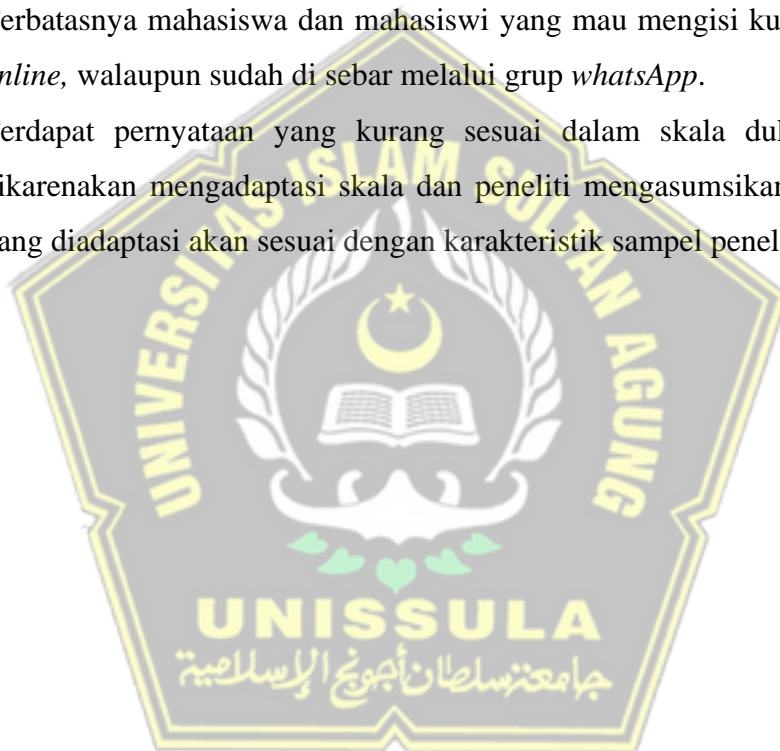 erbatasnya mahasiswa dan mahasiswi yang mau mengisi ku
nline, walaupun sudah di sebar melalui grup whatsApp.
erdapat pernyataan yang kurang sesuai dalam skala du
ikarenakan mengadaptasi skala dan peneliti mengasumsikan
ang diadaptasi akan sesuai dengan karakteristik sampel penel
UNIVERSITAS ISLAM SULTAN AGUNG
UNISSULA
جامعة سلطان أجونج الإسلامية